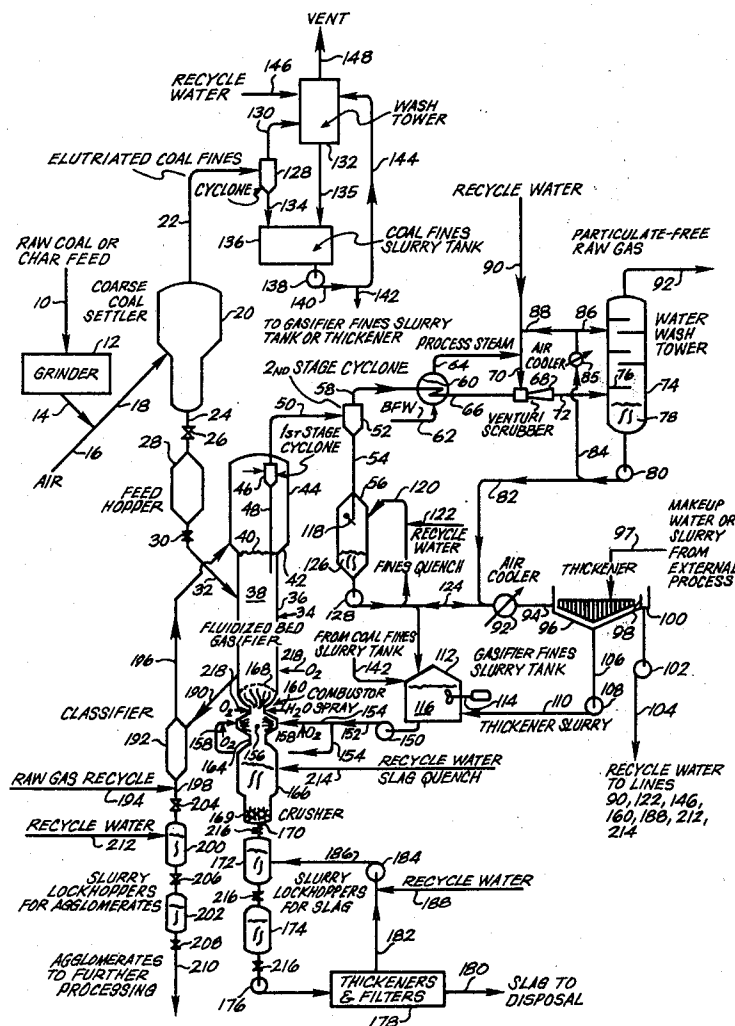 VENT
148
RECYCLE
WATER
146
130
WASH
TOWER
132
144
ELUTRIATED COAL FINES
128
CYCLONE
134
135
22
136
COAL FINES
SLURRY TANK
138
140
142
TO GASIFIER FINES SLURRY
TANK OR THICKENER
RAW COAL OR
CHAR FEED
10
COARSE
COAL
SETTLER
20
12
GRINDER
14
18
16
AIR
24
26
28
FEED
HOPPER
30
32
RECYCLE WATER
90
PARTICULATE-FREE
RAW GAS
92
88
86
WATER
WASH
TOWER
AIR
COOLER
85
76
74
78
PROCESS STEAM
64
2ND STAGE CYCLONE
58
60
70
68
72
66
BFW
62
VENTURI
SCRUBBER
84
80
82
50
52
1ST STAGE
CYCLONE
46
44
48
54
56
40
42
118
120
122
RECYCLE
WATER
126
FINES QUENCH
128
124
38
36
34
FLUIDIZED BED
GASIFIER
AIR
COOLER
92
94
MAKEUP
WATER OR
SLURRY
FROM
EXTERNAL
PROCESS
97
THICKENER
96
98
100
102
104
106
108
110
THICKENER SLURRY
FROM COAL FINES
SLURRY TANK
142
GASIFIER FINES
SLURRY TANK
112
114
116
RECYCLE WATER
TO LINES
90, 122, 146,
160, 188, 212,
214
196
190
218
168
218
O2
160
COMBUSTOR
H2O SPRAY
O2
154
158
158
O2
152
150
154
O2
164
156
166
RECYCLE WATER
214
SLAG QUENCH
CLASSIFIER
192
RAW GAS RECYCLE
194
198
204
RECYCLE WATER
212
200
206
SLURRY
LOCKHOPPERS
FOR AGGLOMERATES
202
208
210
AGGLOMERATES
TO FURTHER
PROCESSING
169
CRUSHER
216
170
172
186
184
SLURRY
LOCKHOPPERS
FOR SLAG
RECYCLE WATER
188
216
174
182
216
176
THICKENERS
& FILTERS
178
180
SLAG TO
DISPOSAL